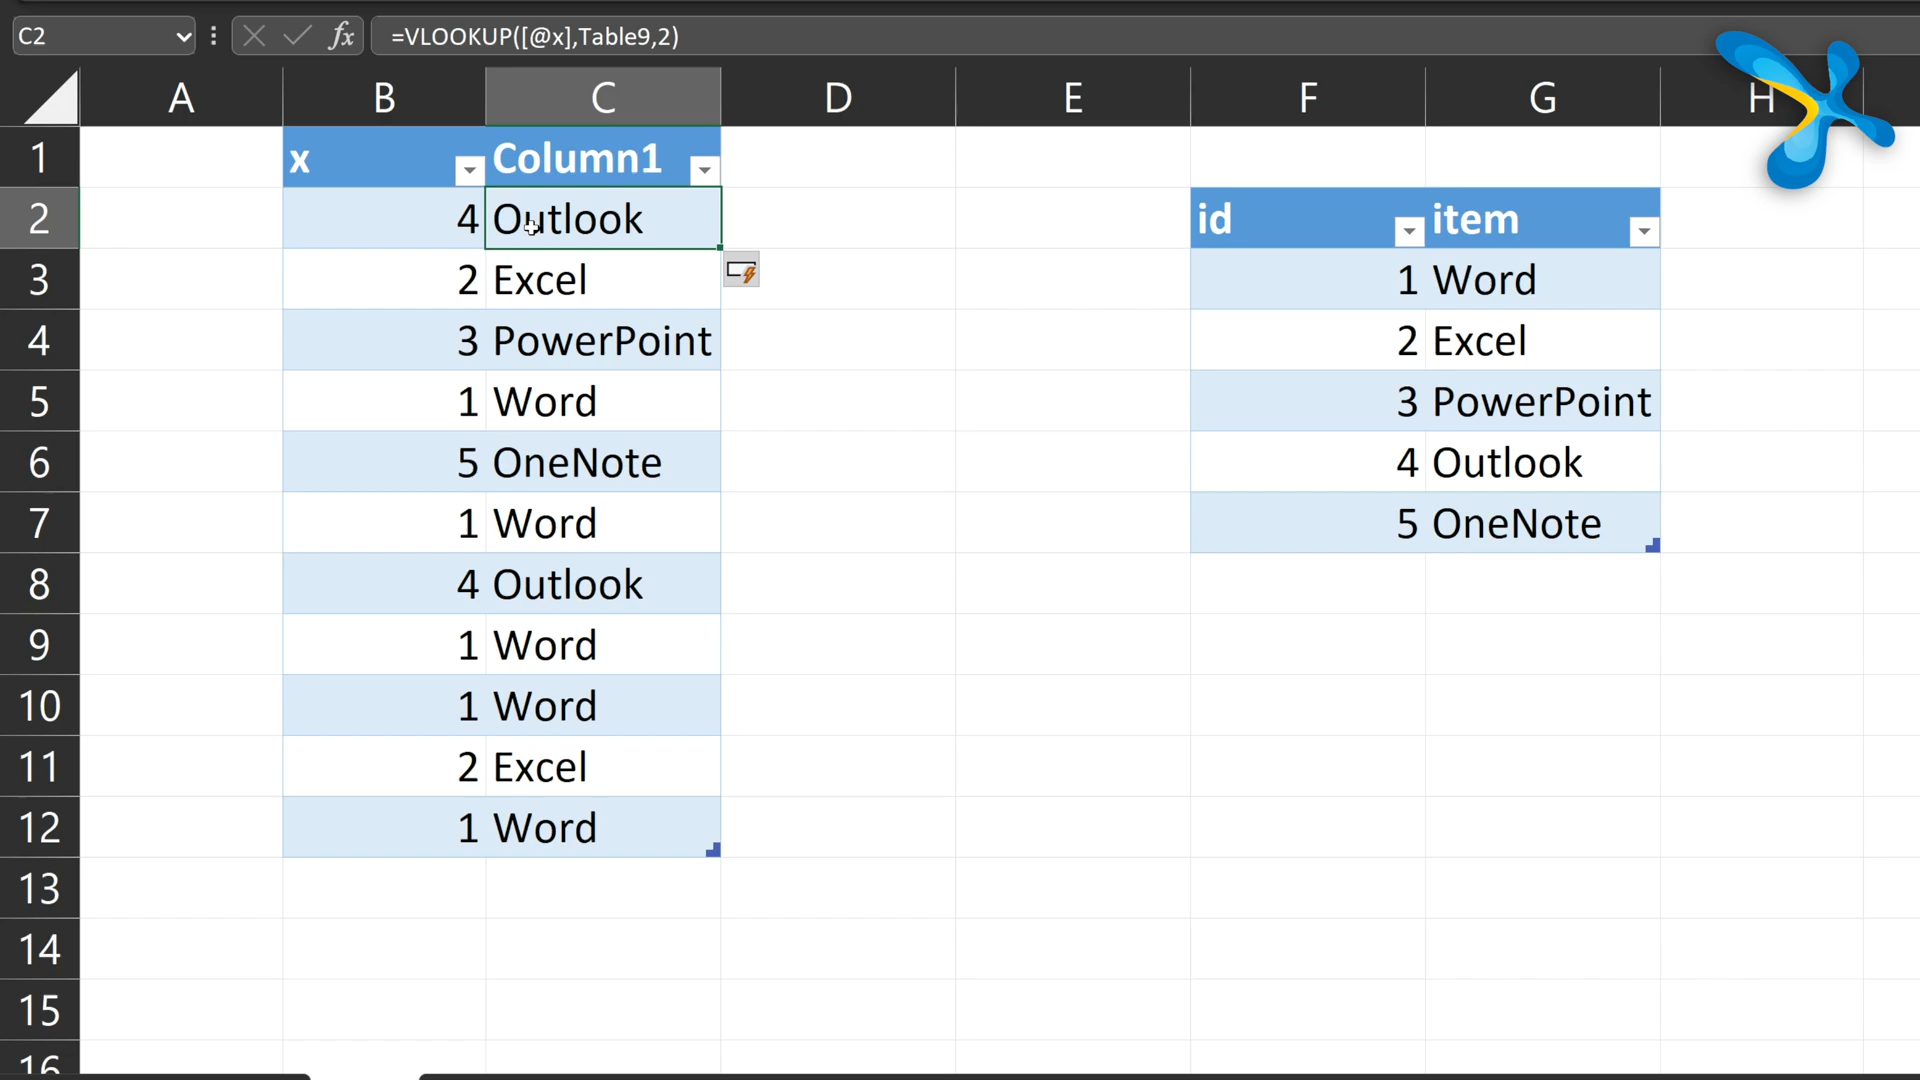 C2 fx =VLOOKUP([@x],Table9,2)
A B C D E F G H
1 x Column1
2 4 Outlook id item
3 2 Excel 1 Word
4 3 PowerPoint 2 Excel
5 1 Word 3 PowerPoint
6 5 OneNote 4 Outlook
7 1 Word 5 OneNote
8 4 Outlook
9 1 Word
10 1 Word
11 2 Excel
12 1 Word
13
14
15
16